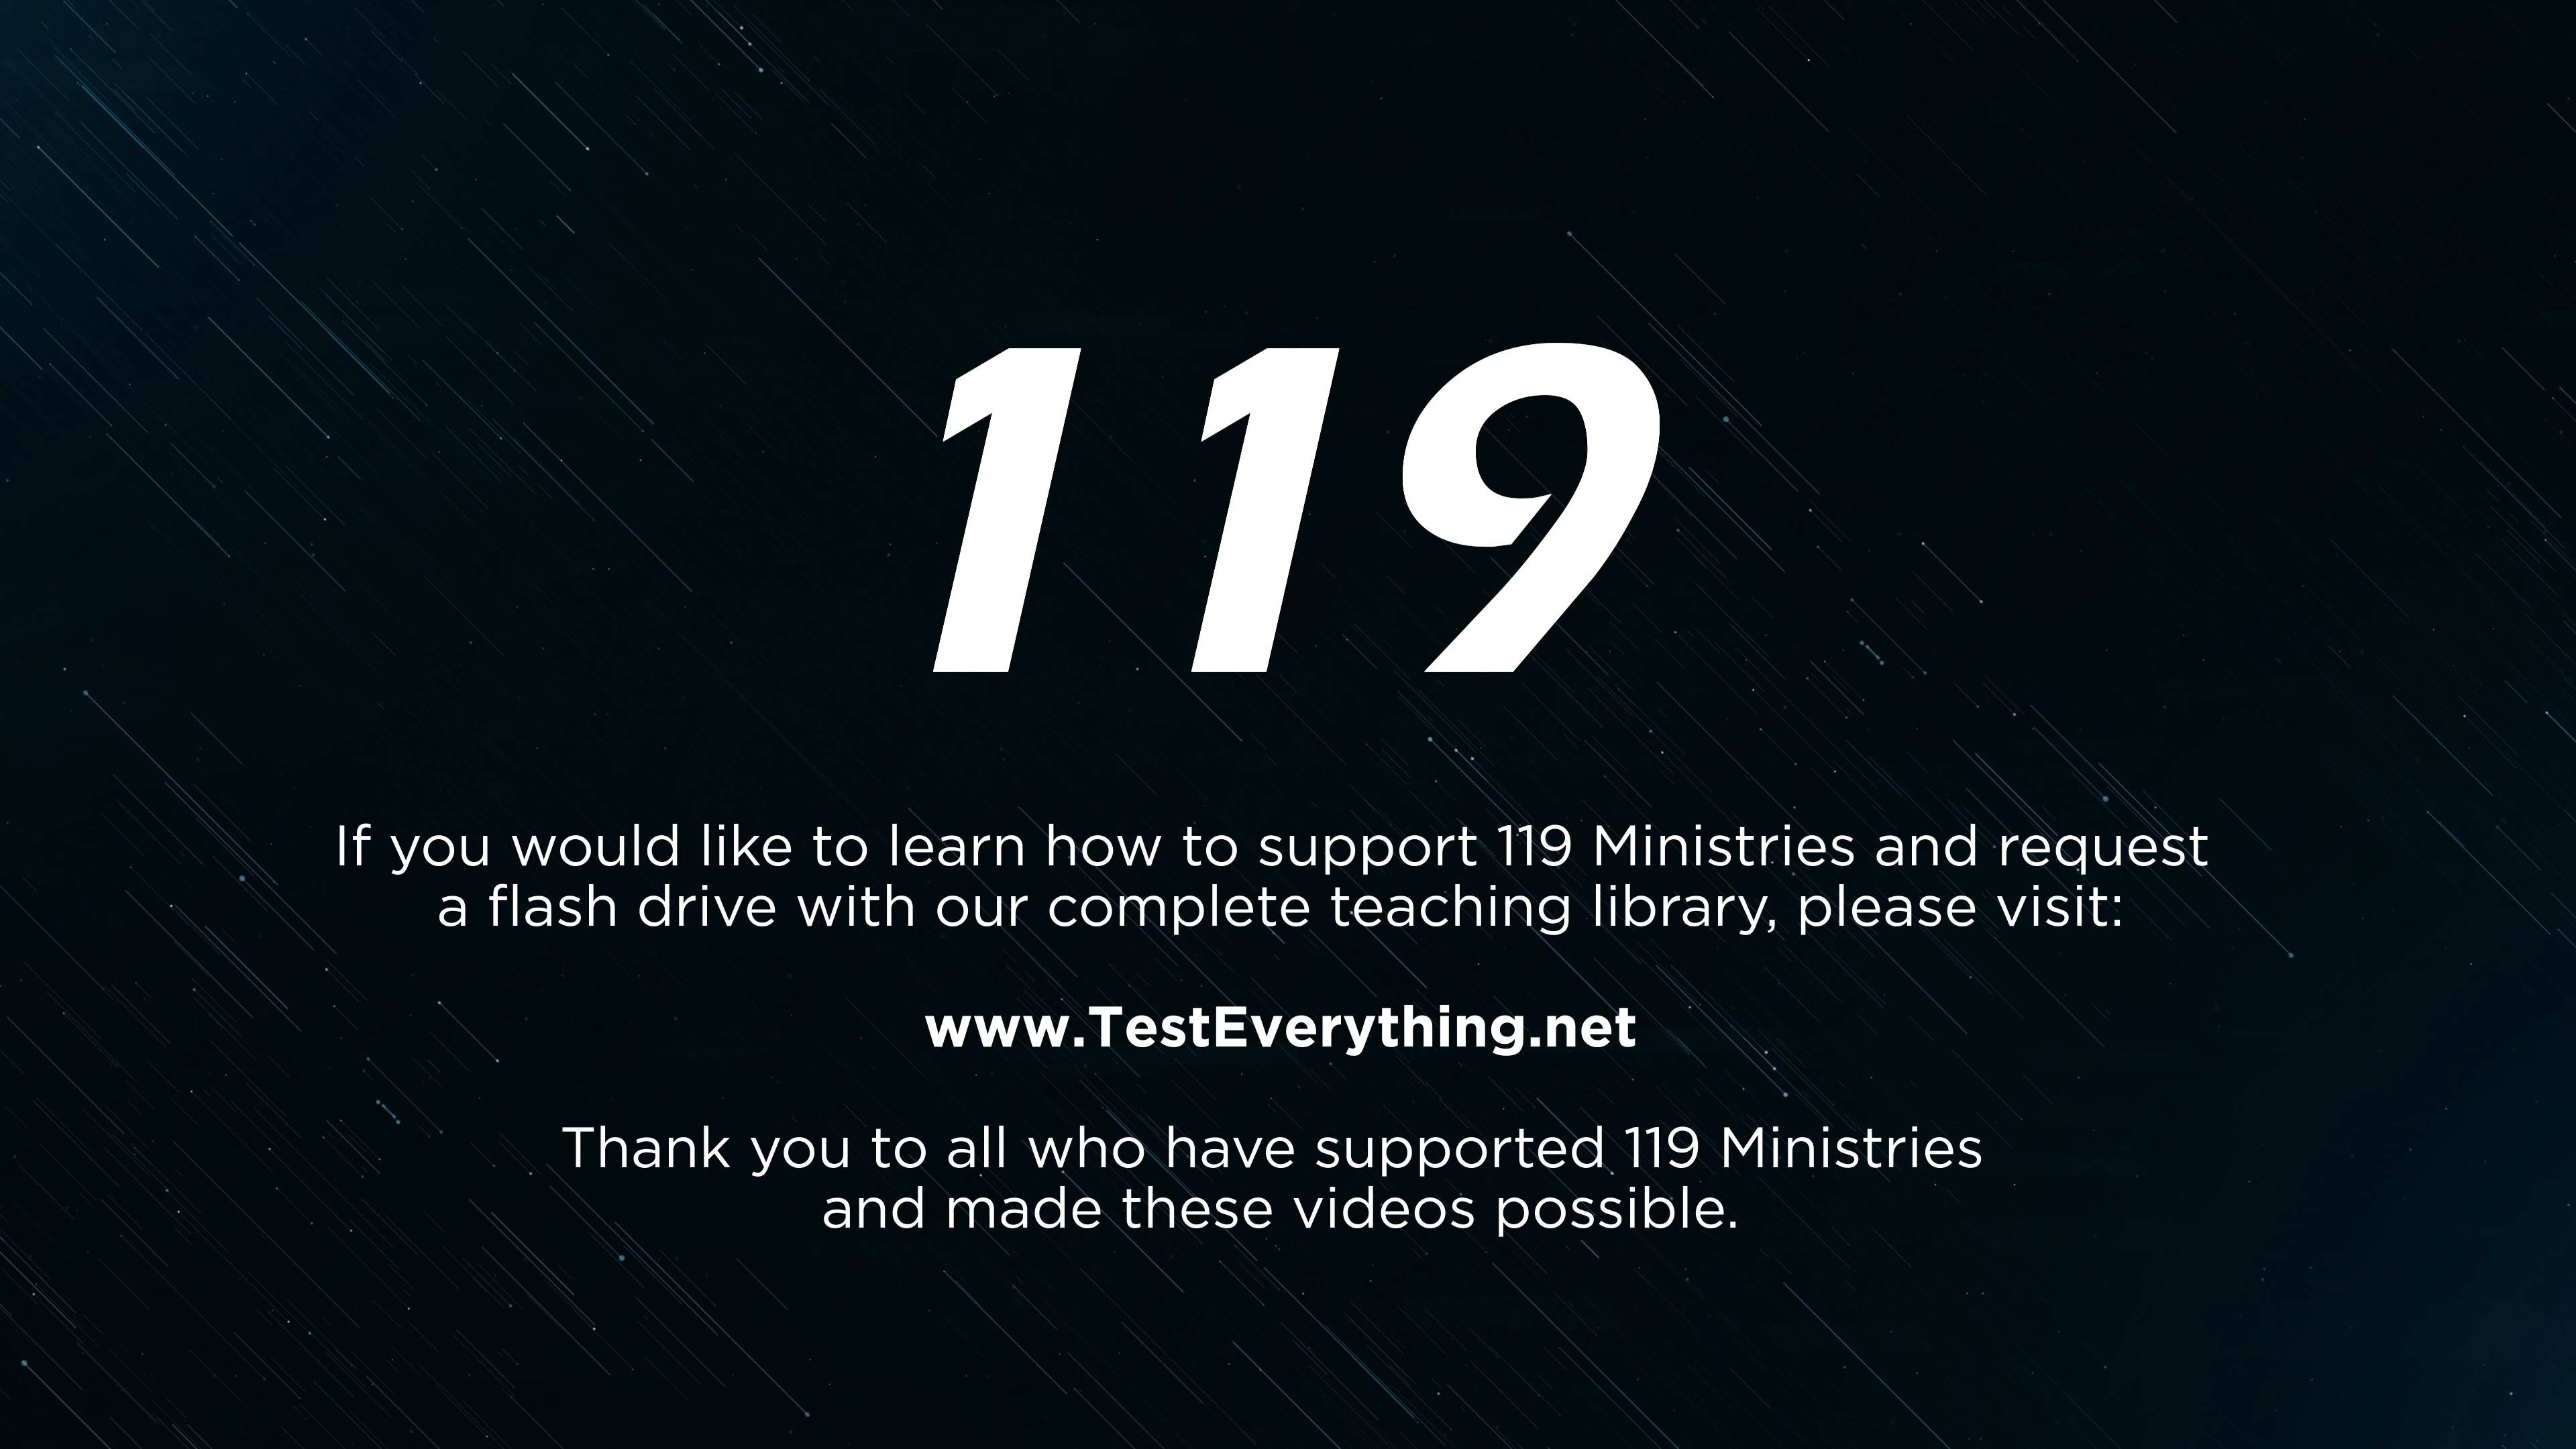 119
If you would like to learn how to support 119 Ministries and request
a flash drive with our complete teaching library, please visit:
www.TestEverything.net
Thank you to all who have supported 119 Ministries
and made these videos possible.